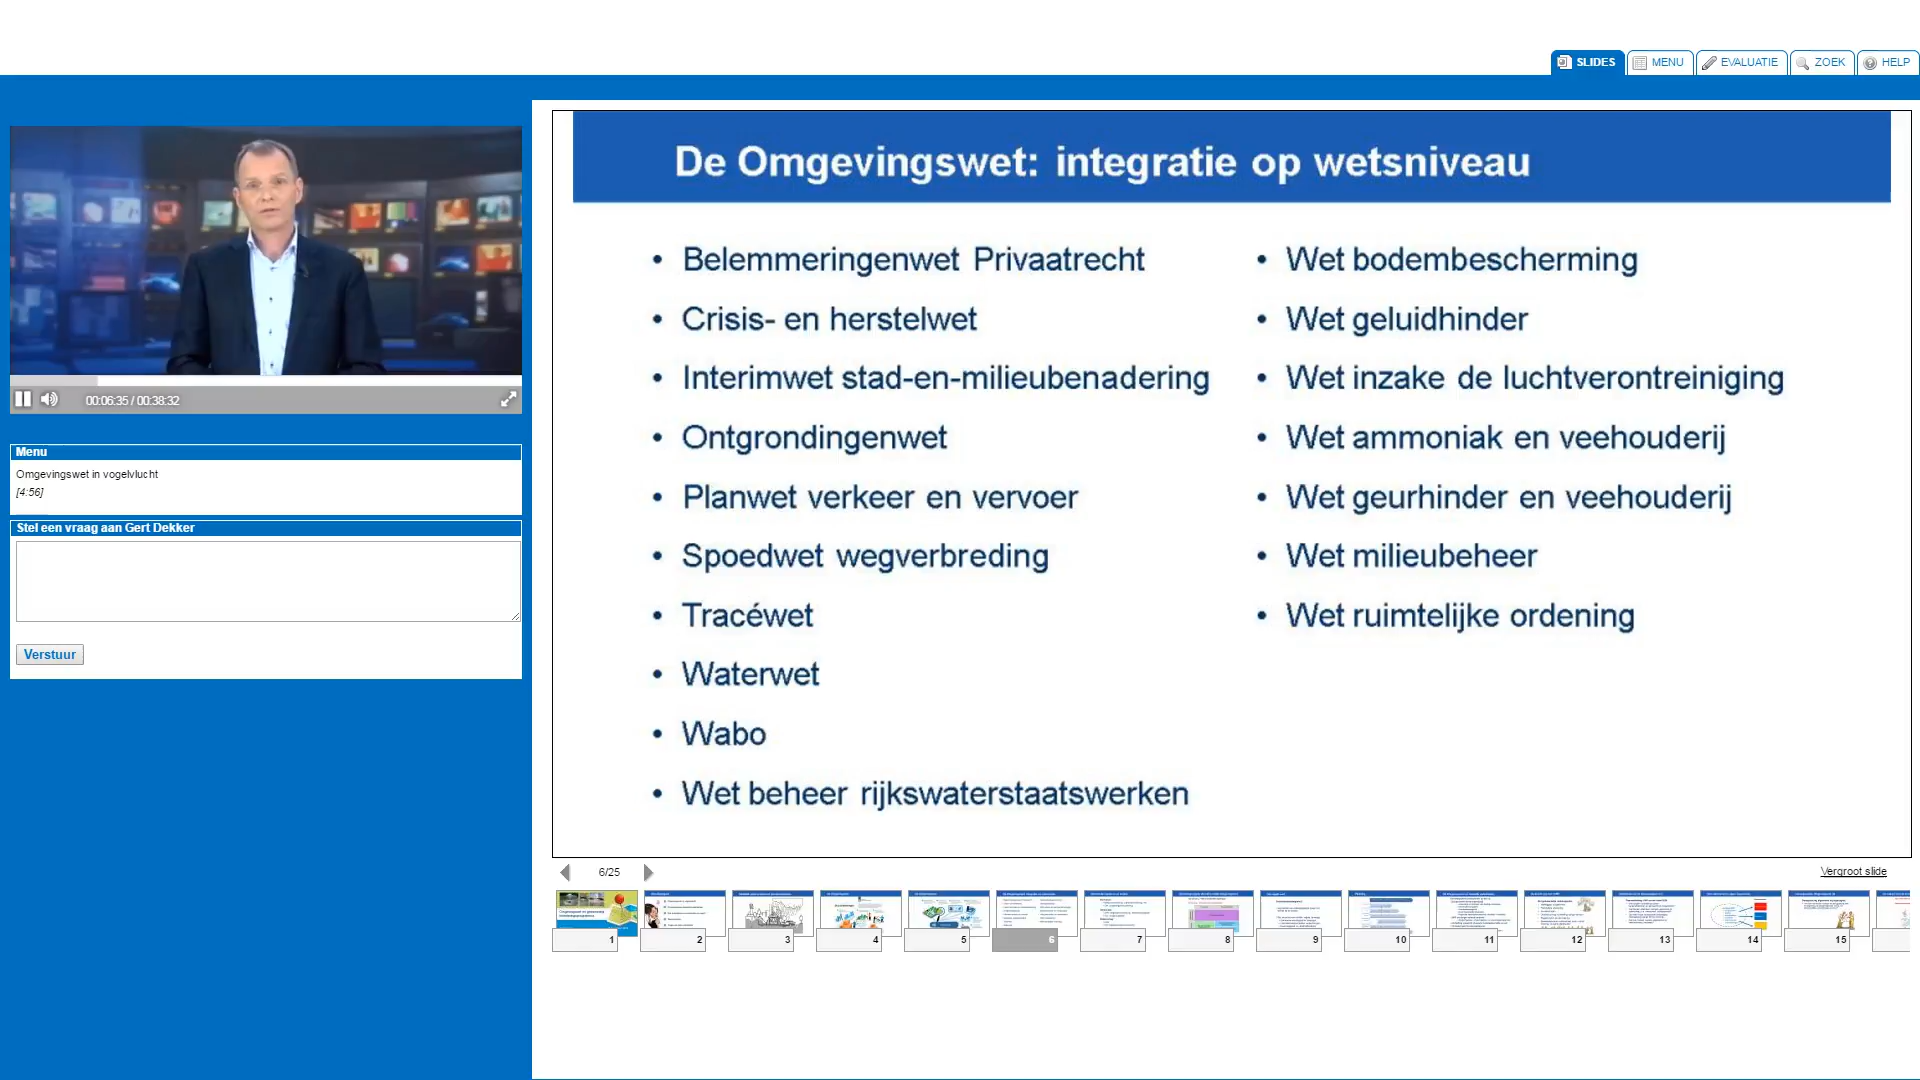 SLIDES
MENU
EVALUATIE
ZOEK
HELP
00:06:35 / 00:38:32
Menu
Omgevingswet in vogelvlucht
[4:56]
Stel een vraag aan Gert Dekker
Verstuur
De Omgevingswet: integratie op wetsniveau
• Belemmeringenwet Privaatrecht
• Crisis- en herstelwet
• Interimwet stad-en-milieubenadering
• Ontgrondingenwet
• Planwet verkeer en vervoer
• Spoedwet wegverbreding
• Tracéwet
• Waterwet
• Wabo
• Wet beheer rijkswaterstaatswerken
• Wet bodembescherming
• Wet geluidhinder
• Wet inzake de luchtverontreiniging
• Wet ammoniak en veehouderij
• Wet geurhinder en veehouderij
• Wet milieubeheer
• Wet ruimtelijke ordening
6/25
Vergroot slide
1
2
3
4
5
6
7
8
9
10
11
12
13
14
15